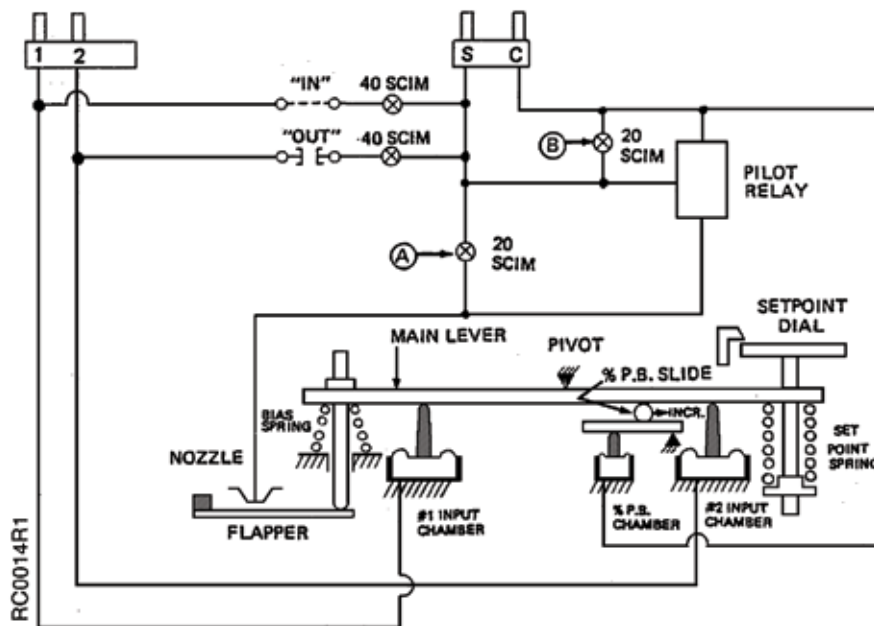 1 2
S C
"IN" 40 SCIM
"OUT" 40 SCIM
B
20
SCIM
PILOT
RELAY
A
20
SCIM
SETPOINT
DIAL
MAIN LEVER
PIVOT
% P.B. SLIDE
INCR.
BIAS
SPRING
SET
POINT
SPRING
NOZZLE
FLAPPER
#1 INPUT
CHAMBER
% P.B.
CHAMBER
#2 INPUT
CHAMBER
RC0014R1